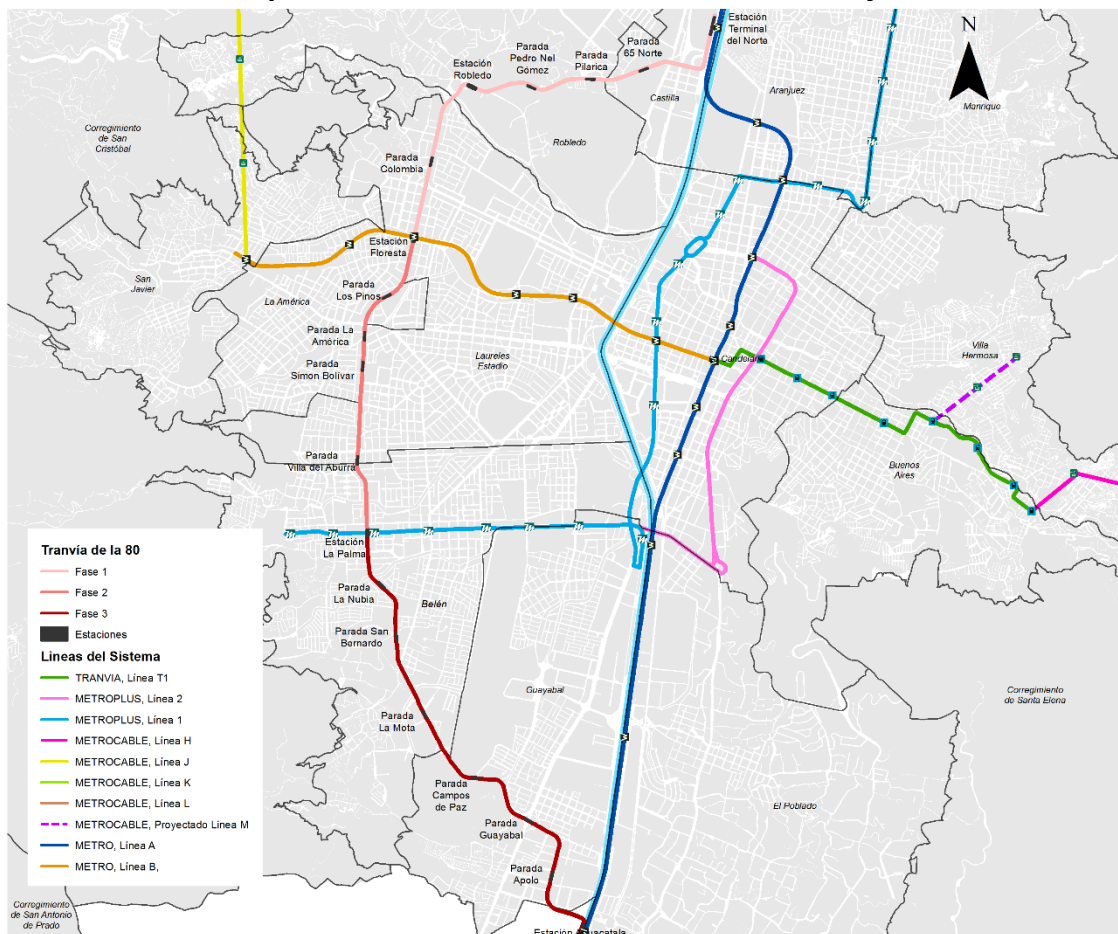 Estación
Terminal
del Norte
N
Parada
65 Norte
Parada
Pedro Nel
Gómez
Parada
Pilarica
Estación
Robledo
Castilla
Aranjuez
Manrique
Corregimiento
de San
Cristóbal
Robledo
Parada
Colombia
Estación
Floresta
San
Javier
La América
Parada
Los Pinos
Parada La
Amórica
Parada
Simon Bolívar
Laureles
Estadio
Candelaria
Villa
Hermosa
Parada
Villa del Aburrá
Buenos
Aires
Estación
La Palma
Parada
La Nubia
Belén
Parada San
Bernardo
Guayabal
Parada
La Mota
Corregimiento
de Santa Elena
Parada
Campos
de Paz
El Poblado
Parada
Guayabal
Parada
Apolo
Tranvía de la 80
Fase 1
Fase 2
Fase 3
Estaciones
Lineas del Sistema
TRANVIA, Línea T1
METROPLUS, Línea 2
METROPLUS, Línea 1
METROCABLE, Línea H
METROCABLE, Línea J
METROCABLE, Línea K
METROCABLE, Línea L
METROCABLE, Proyectado Linea M
METRO, Línea A
METRO, Línea B,
Corregimiento
de San Antonio
de Prado
Estación